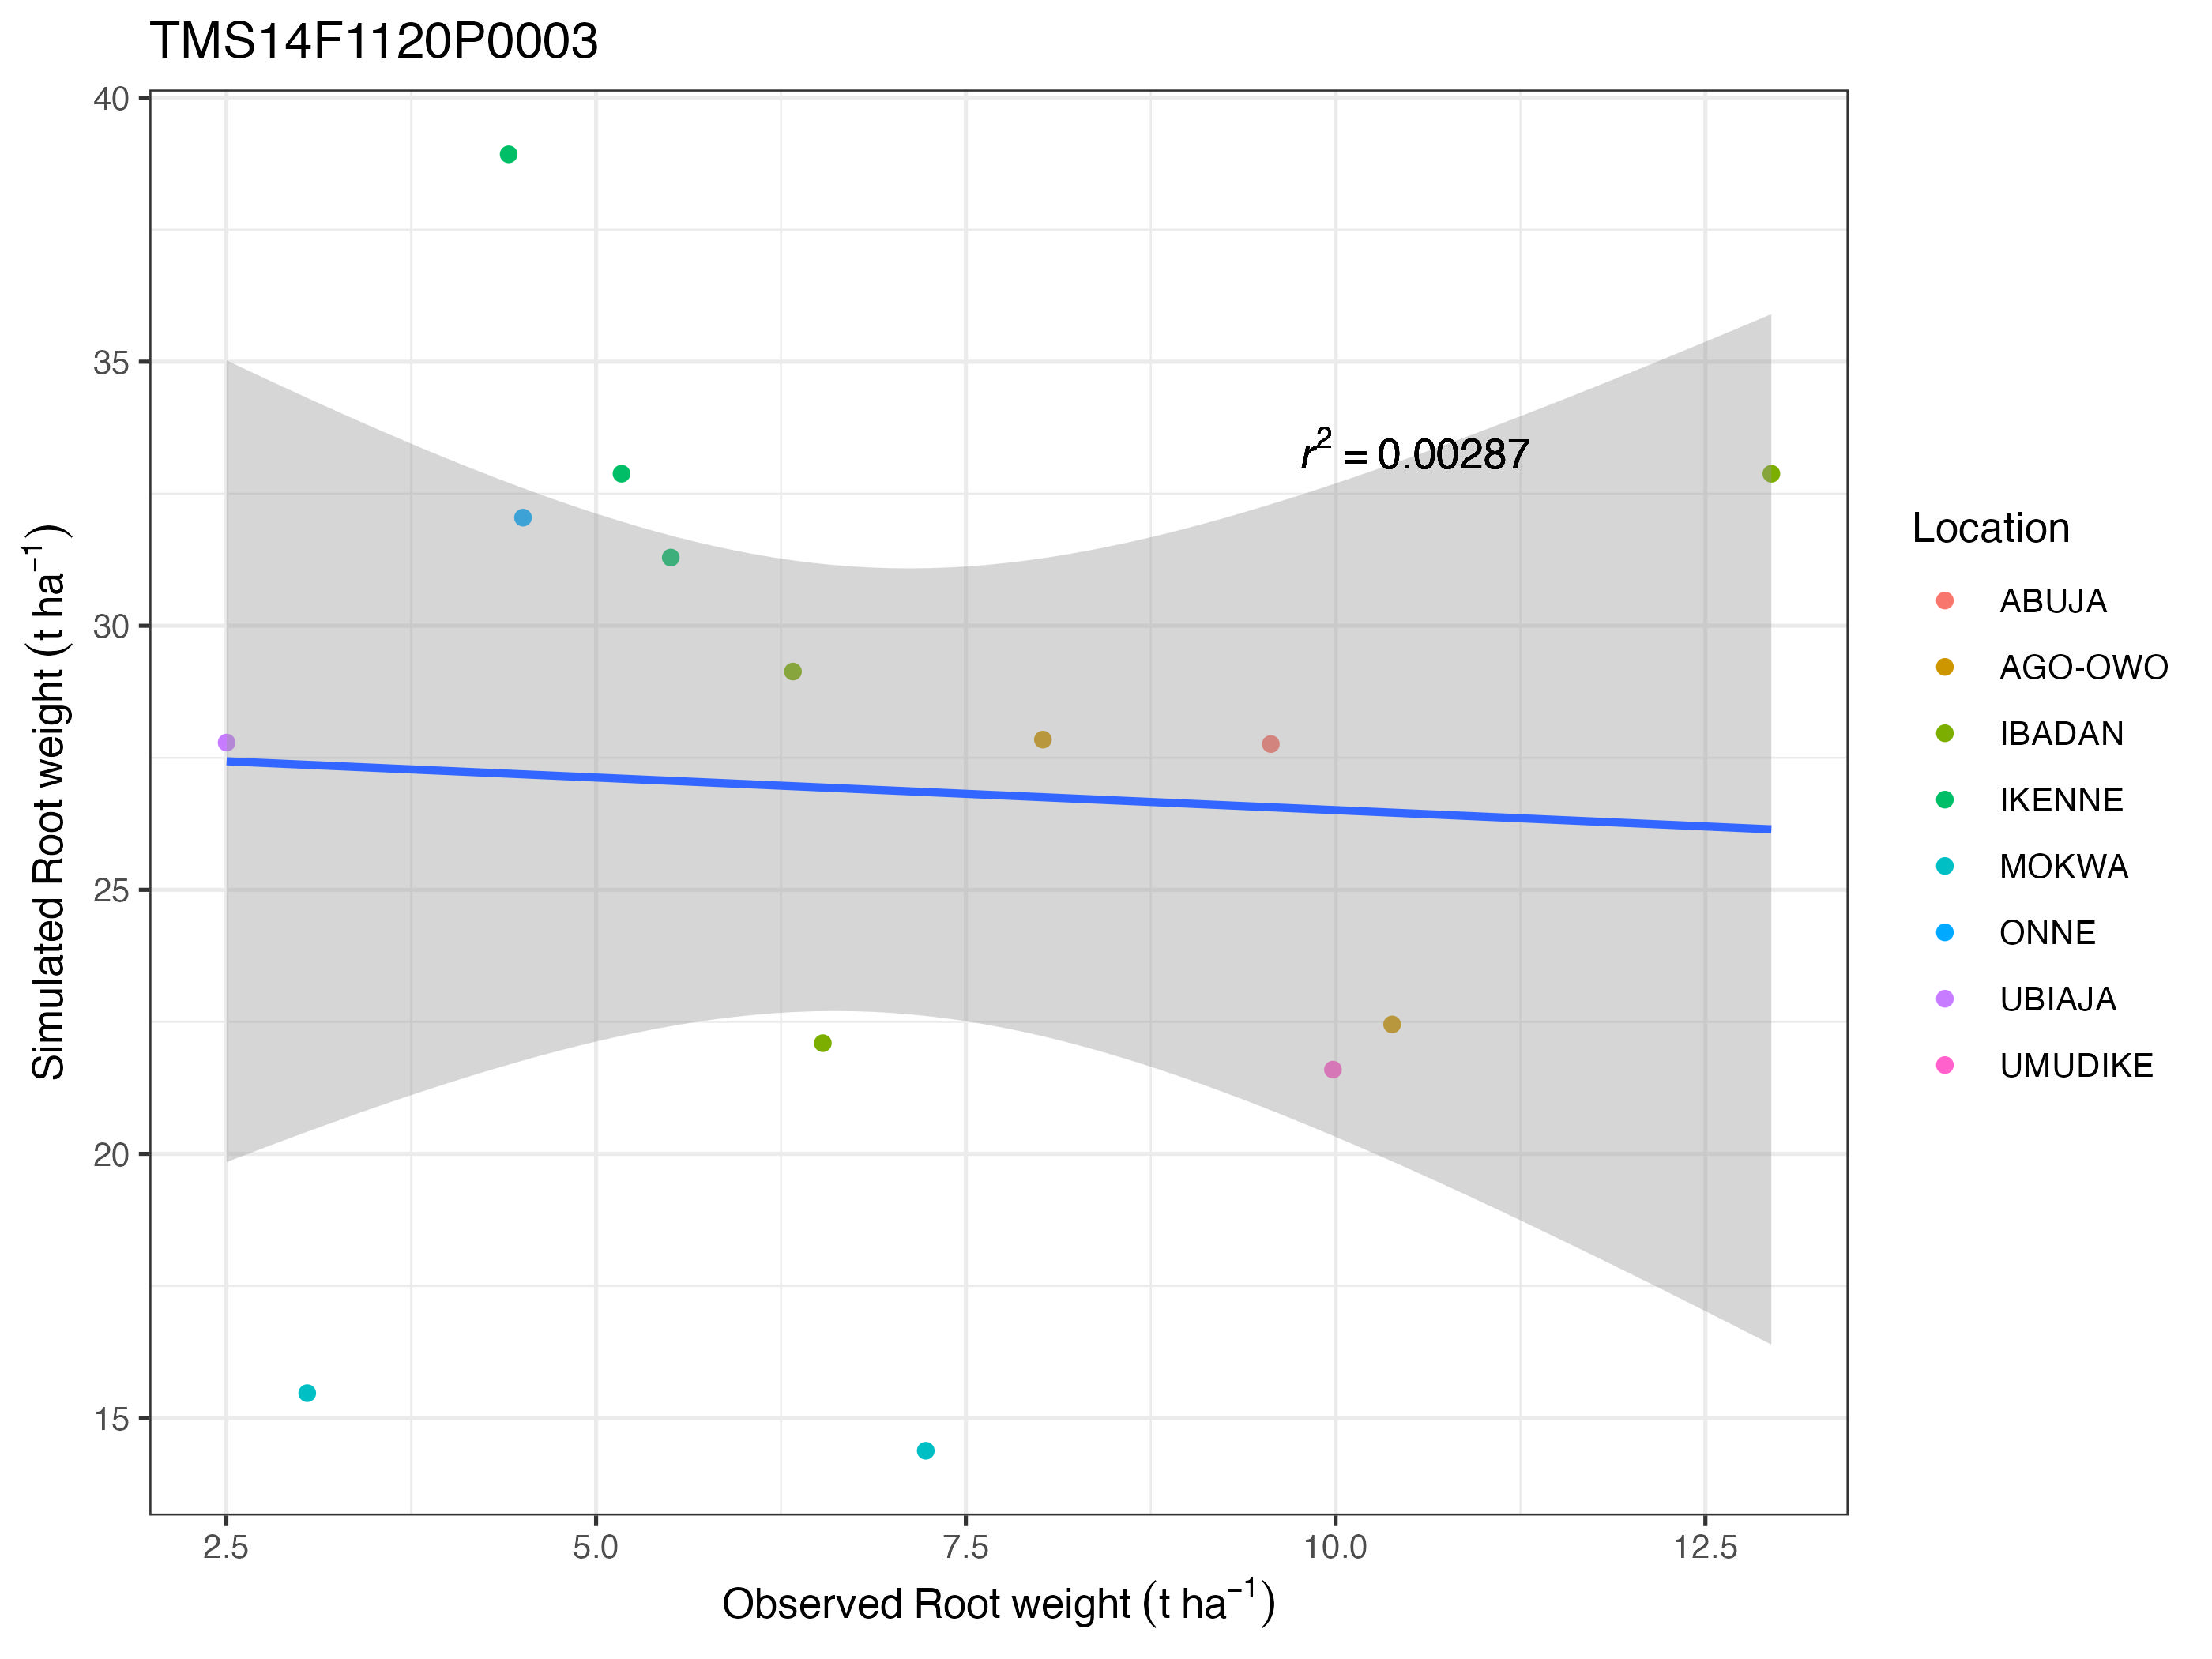 TMS14F1120P0003
40
35
30
25
20
15
Simulated Root weight (t ha⁻¹)
r² = 0.00287
2.5 5.0 7.5 10.0 12.5
Observed Root weight (t ha⁻¹)
Location
ABUJA
AGO-OWO
IBADAN
IKENNE
MOKWA
ONNE
UBIAJA
UMUDIKE